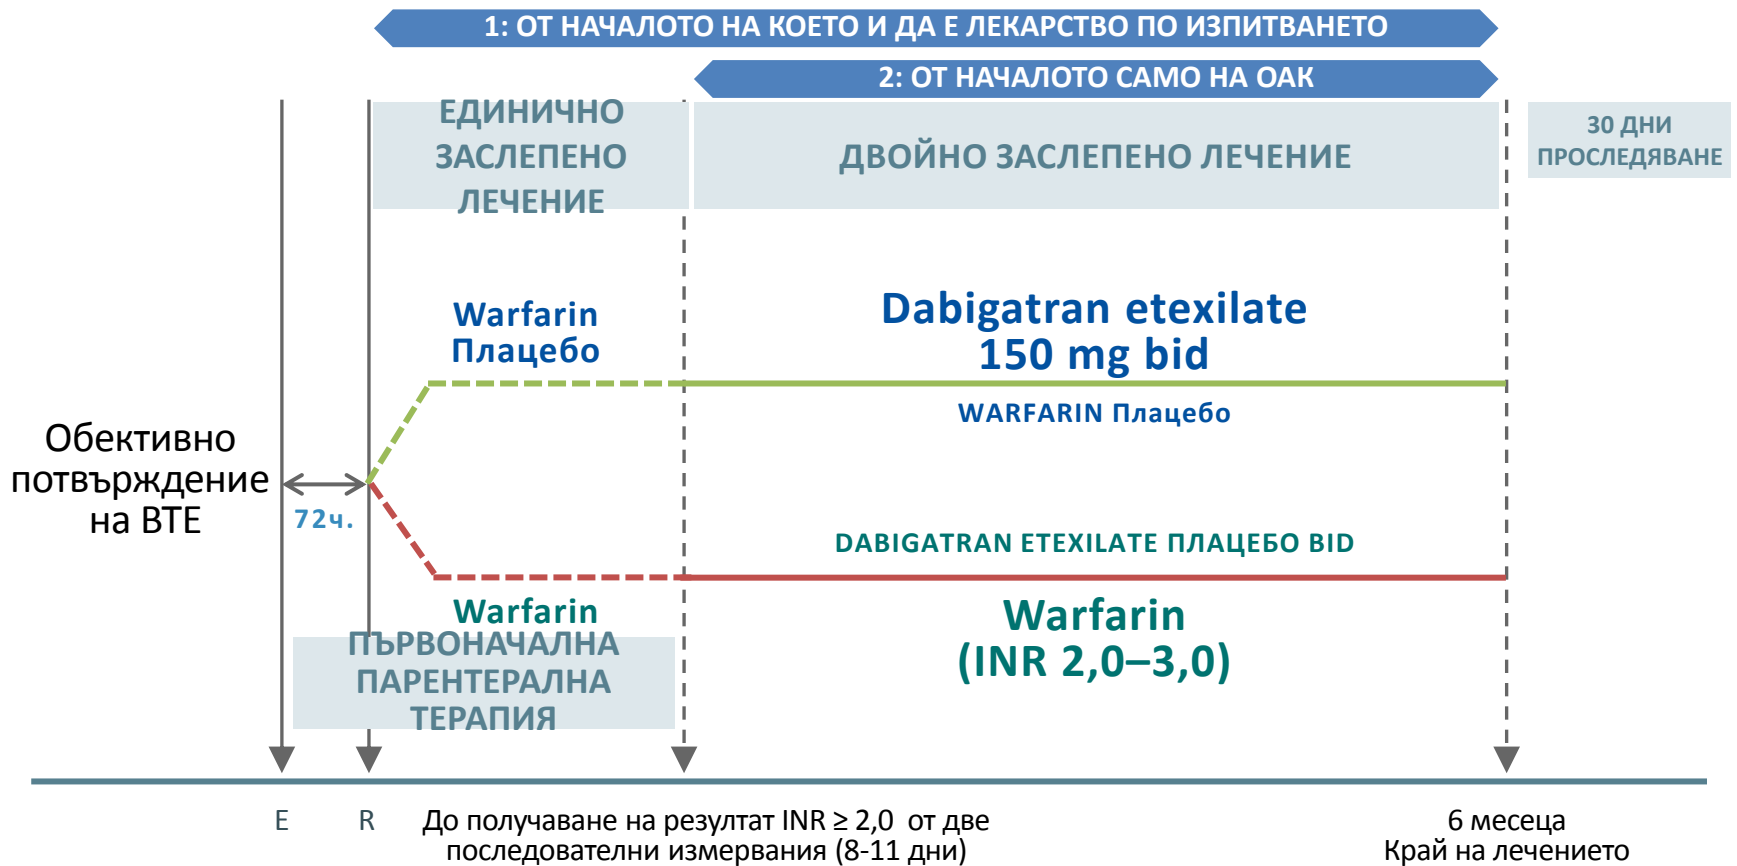 1: ОТ НАЧАЛОТО НА КОЕТО И ДА Е ЛЕКАРСТВО ПО ИЗПИТВАНЕТО
2: ОТ НАЧАЛОТО САМО НА ОАК
ЕДИНИЧНО
ЗАСЛЕПЕНО
ЛЕЧЕНИЕ
ДВОЙНО ЗАСЛЕПЕНО ЛЕЧЕНИЕ
30 ДНИ
ПРОСЛЕДЯВАНЕ
Warfarin
Плацебо
Dabigatran etexilate
150 mg bid
WARFARIN Плацебо
Обективно
потвърждение
на ВТЕ
72ч.
DABIGATRAN ETEXILATE ПЛАЦЕБО BID
Warfarin
Warfarin
(INR 2,0–3,0)
ПЪРВОНАЧАЛНА
ПАРЕНТЕРАЛНА
ТЕРАПИЯ
E
R
До получаване на резултат INR ≥ 2,0 от две
последователни измервания (8-11 дни)
6 месеца
Край на лечението